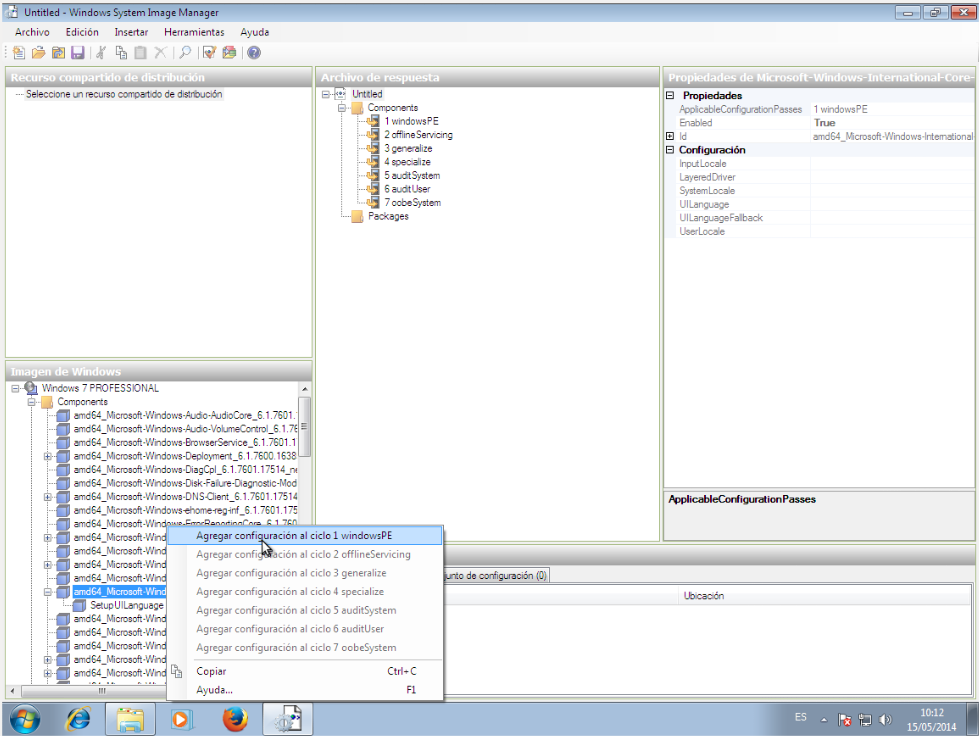 Untitled - Windows System Image Manager
Archivo Edición Insertar Herramientas Ayuda
Recurso compartido de distribución
Seleccione un recurso compartido de distribución
Archivo de respuesta
Untitled
Components
1 windowsPE
2 offlineServicing
3 generalize
4 specialize
5 auditSystem
6 auditUser
7 oobeSystem
Packages
Propiedades de Microsoft-Windows-International-Core-
Propiedades
ApplicableConfigurationPasses 1 windowsPE
Enabled True
Id amd64_Microsoft-Windows-International
Configuración
InputLocale
LayeredDriver
SystemLocale
UILanguage
UILanguageFallback
UserLocale
ApplicableConfigurationPasses
Imagen de Windows
Windows 7 PROFESSIONAL
Components
amd64_Microsoft-Windows-Audio-AudioCore_6.1.7601.
amd64_Microsoft-Windows-Audio-VolumeControl_6.1.76
amd64_Microsoft-Windows-BrowserService_6.1.7601.1
amd64_Microsoft-Windows-Deployment_6.1.7600.1638
amd64_Microsoft-Windows-DiagCpl_6.1.7601.17514_ne
amd64_Microsoft-Windows-Disk-Failure-Diagnostic-Mod
amd64_Microsoft-Windows-DNS-Client_6.1.7601.17514
amd64_Microsoft-Windows-ehome-reg-inf_6.1.7601.175
amd64_Microsoft-Windows-ErrorReportingCore_6.1.760
amd64_Microsoft-Wind
amd64_Microsoft-Wind
amd64_Microsoft-Wind
amd64_Microsoft-Wind
amd64_Microsoft-Wind
SetupUILanguage
amd64_Microsoft-Wind
amd64_Microsoft-Wind
amd64_Microsoft-Wind
amd64_Microsoft-Wind
amd64_Microsoft-Wind
Agregar configuración al ciclo 1 windowsPE
Agregar configuración al ciclo 2 offlineServicing
Agregar configuración al ciclo 3 generalize
Agregar configuración al ciclo 4 specialize
Agregar configuración al ciclo 5 auditSystem
Agregar configuración al ciclo 6 auditUser
Agregar configuración al ciclo 7 oobeSystem
Copiar Ctrl+C
Ayuda... F1
junto de configuración (0)
Ubicación
ES
10:12
15/05/2014